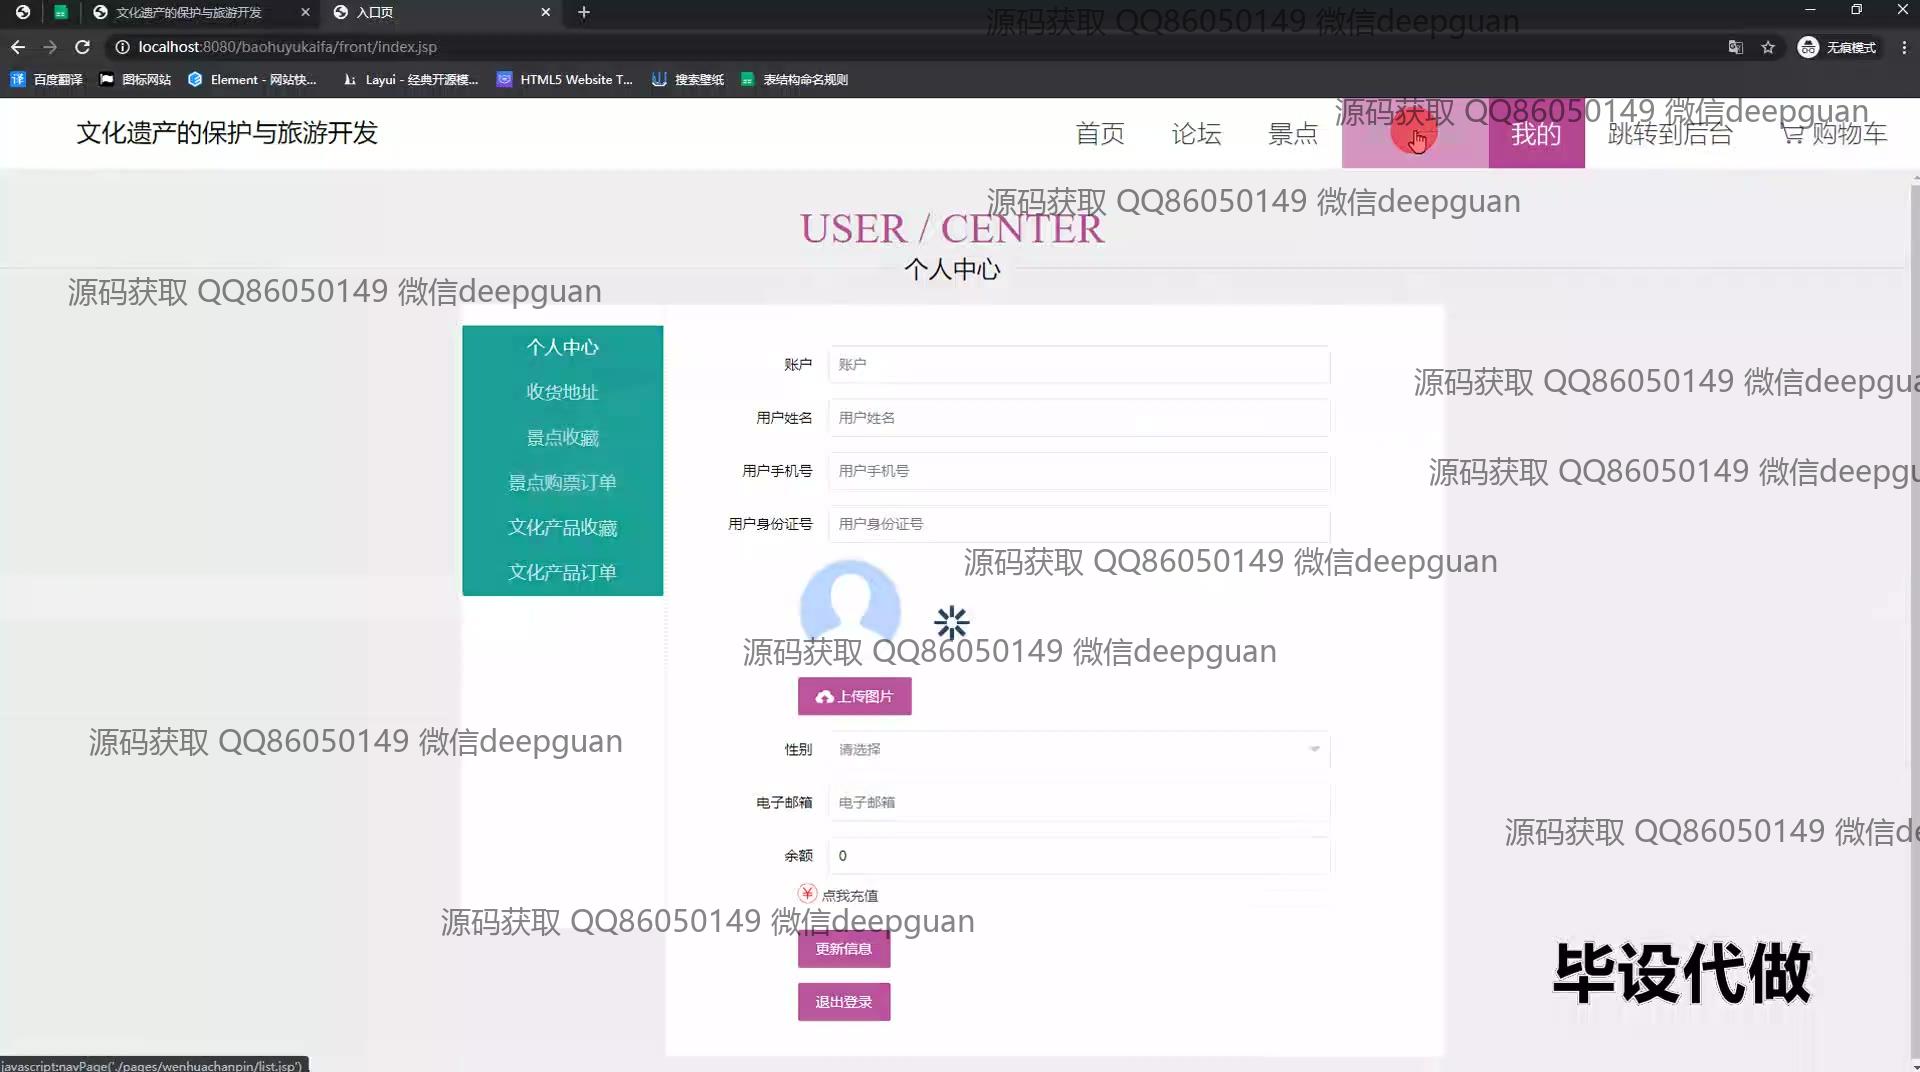 文化遗产的保护与旅游开发
入口页
localhost:8080/baohuyukaifa/front/index.jsp
无痕模式
百度翻译
图标网站
Element - 网站快...
Layui - 经典开源模...
HTML5 Website T...
搜索壁纸
表结构命名规则
源码获取 QQ86050149 微信deepguan
文化遗产的保护与旅游开发
首页
论坛
景点
我的
跳转到后台
购物车
源码获取 QQ86050149 微信deepguan
源码获取 QQ86050149 微信deepguan
USER / CENTER
个人中心
源码获取 QQ86050149 微信deepguan
个人中心
收货地址
景点收藏
景点购票订单
文化产品收藏
文化产品订单
账户 账户
源码获取 QQ86050149 微信deepgua
用户姓名 用户姓名
用户手机号 用户手机号
源码获取 QQ86050149 微信deepgu
用户身份证号 用户身份证号
源码获取 QQ86050149 微信deepguan
源码获取 QQ86050149 微信deepguan
上传图片
源码获取 QQ86050149 微信deepguan
性别 请选择
电子邮箱 电子邮箱
源码获取 QQ86050149 微信de
余额 0
点我充值
源码获取 QQ86050149 微信deepguan
更新信息
退出登录
毕设代做
javascript:navPage('./pages/wenhuachanpin/list.jsp')